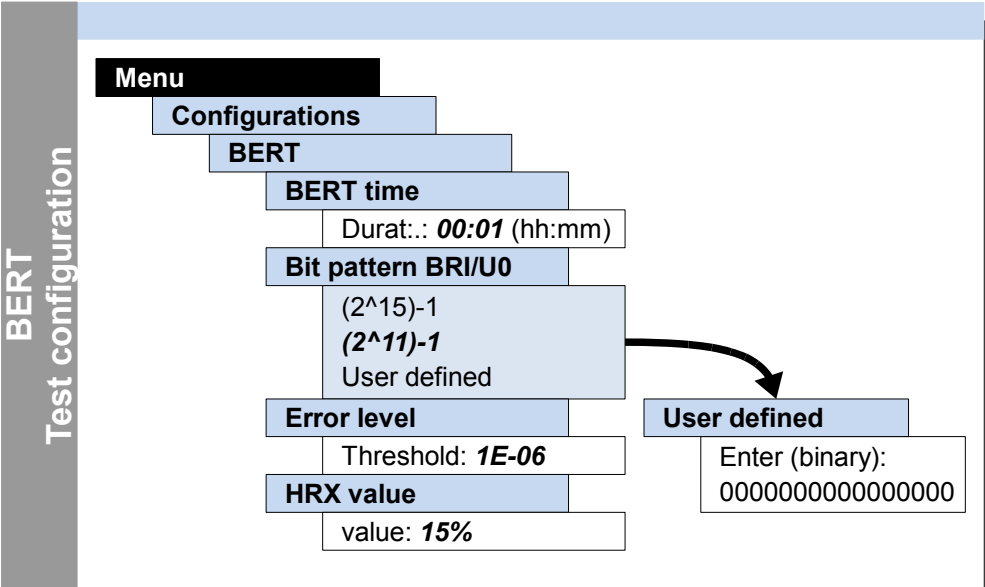 BERT
Test configuration
Menu
Configurations
BERT
BERT time
Durat:.: 00:01 (hh:mm)
Bit pattern BRI/U0
(2^15)-1
(2^11)-1
User defined
Error level
Threshold: 1E-06
HRX value
value: 15%
User defined
Enter (binary):
0000000000000000